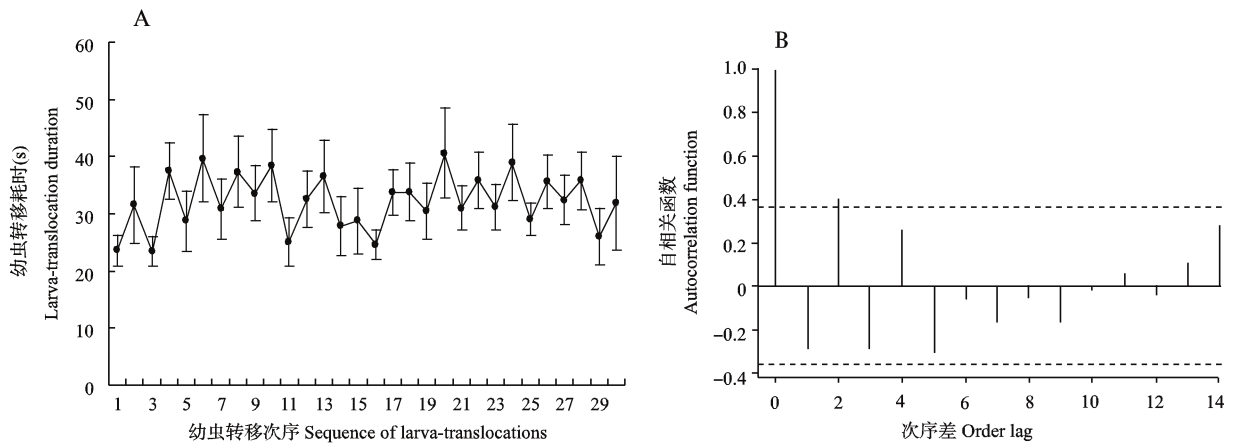 A
60
50
40
30
20
10
0
幼虫转移耗时(s)
Larva-translocation duration
1 3 5 7 9 11 13 15 17 19 21 23 25 27 29
幼虫转移次序 Sequence of larva-translocations
B
1.0
0.8
0.6
0.4
0.2
0
−0.2
−0.4
自相关函数
Autocorrelation function
0 2 4 6 8 10 12 14
次序差 Order lag